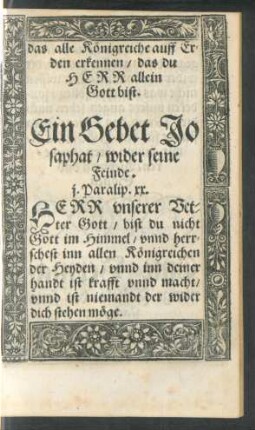 das alle Königreiche auff Er-
den erkennen / das du
HERR allein
Gott bist.
Ein Gebet Jo
saphat / wider seine
Feinde.
j. Paralip. xx.
HERR vnserer Vet-
ter Gott / bist du nicht
Gott im Himmel / vnnd herr-
schest inn allen Königreichen
der Heyden / vnnd inn deiner
handt ist krafft vnnd macht /
vnnd ist niemandt der wider
dich stehen möge.